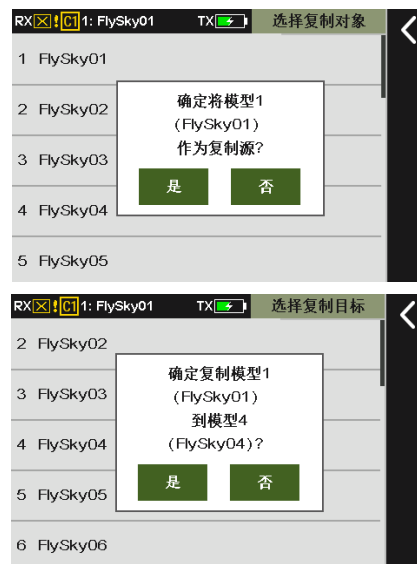 RX C1 1: FlySky01 TX 选择复制对象
1 FlySky01
2 FlySky02
3 FlySky03
4 FlySky04
5 FlySky05
确定将模型1
(FlySky01)
作为复制源?
是 否
RX C1 1: FlySky01 TX 选择复制目标
2 FlySky02
3 FlySky03
4 FlySky04
5 FlySky05
6 FlySky06
确定复制模型1
(FlySky01)
到模型4
(FlySky04)?
是 否